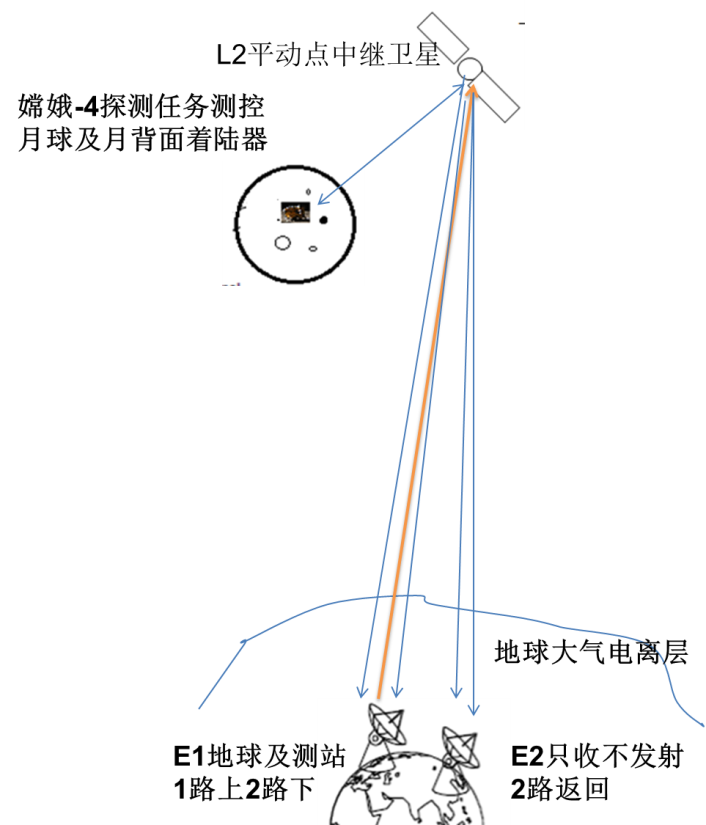 L2平动点中继卫星
嫦娥-4探测任务测控
月球及月背面着陆器
地球大气电离层
E1地球及测站
1路上2路下
E2只收不发射
2路返回